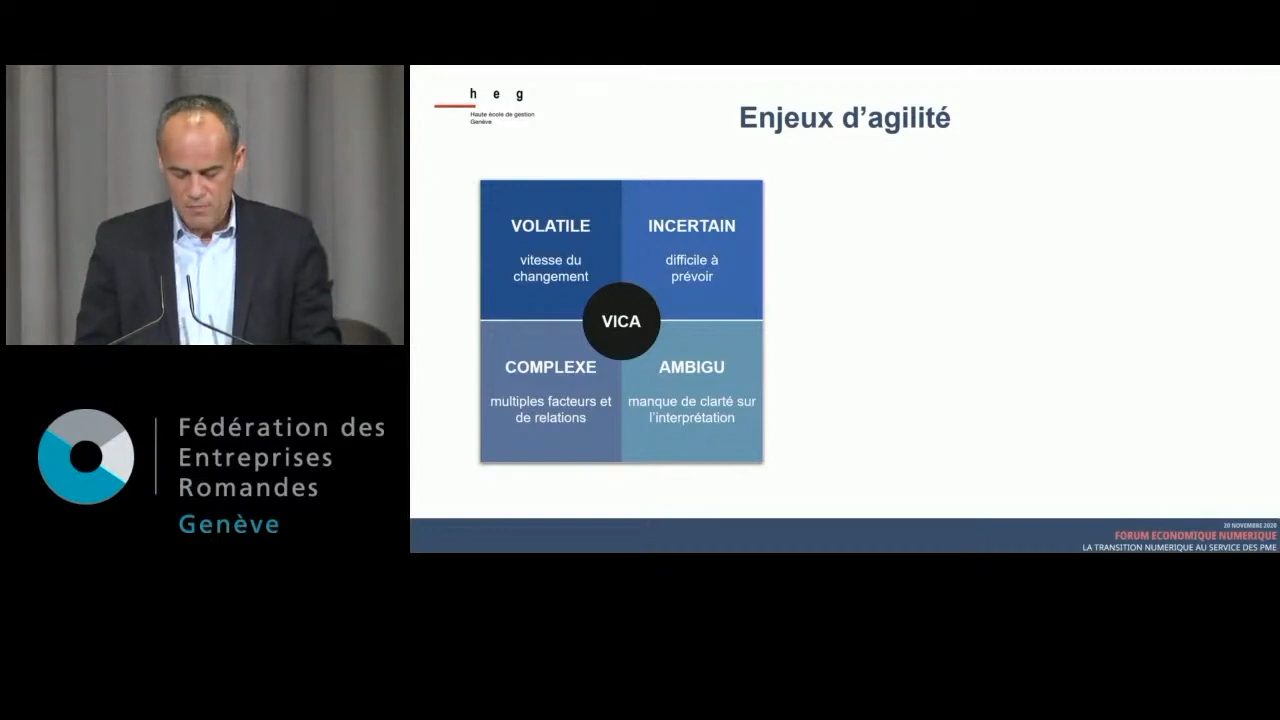 h e g
Haute école de gestion
Genève
Enjeux d’agilité
VOLATILE
vitesse du
changement
INCERTAIN
difficile à
prévoir
VICA
COMPLEXE
multiples facteurs et
de relations
AMBIGU
manque de clarté sur
l’interprétation
Fédération des
Entreprises
Romandes
Genève
20 NOVEMBRE 2020
FORUM ECONOMIQUE NUMERIQUE
LA TRANSITION NUMERIQUE AU SERVICE DES PME